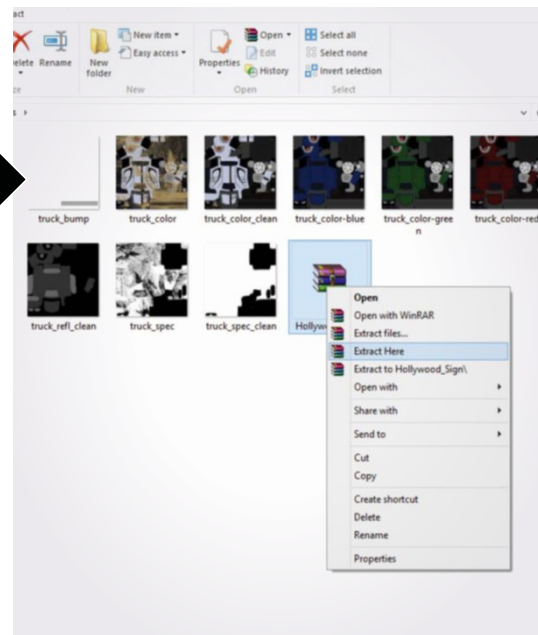 act
elete
Rename
New
folder
New item
Easy access
Properties
Open
Edit
History
Select all
Select none
Invert selection
New
Open
Select
truck_bump
truck_color
truck_color_clean
truck_color-blue
truck_color-gree
n
truck_color-red
truck_refl_clean
truck_spec
truck_spec_clean
Hollyw
Open
Open with WinRAR
Extract files...
Extract Here
Extract to Hollywood_Sign\
Open with
Share with
Send to
Cut
Copy
Create shortcut
Delete
Rename
Properties